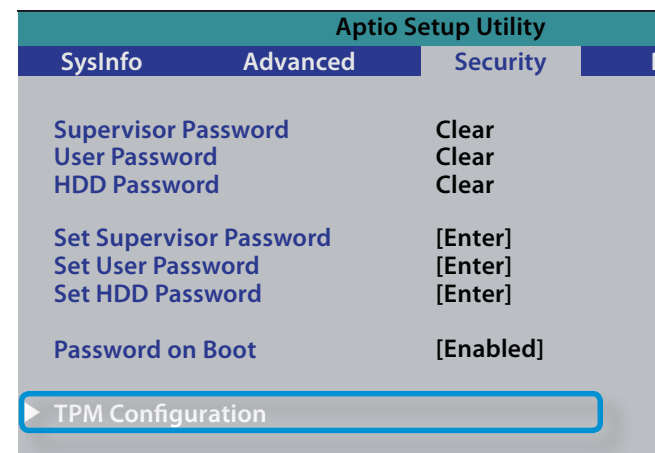 Aptio Setup Utility
SysInfo Advanced Security
Supervisor Password Clear
User Password Clear
HDD Password Clear
Set Supervisor Password [Enter]
Set User Password [Enter]
Set HDD Password [Enter]
Password on Boot [Enabled]
TPM Configuration